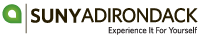 SUNYADIRONDACK
Experience It For Yourself